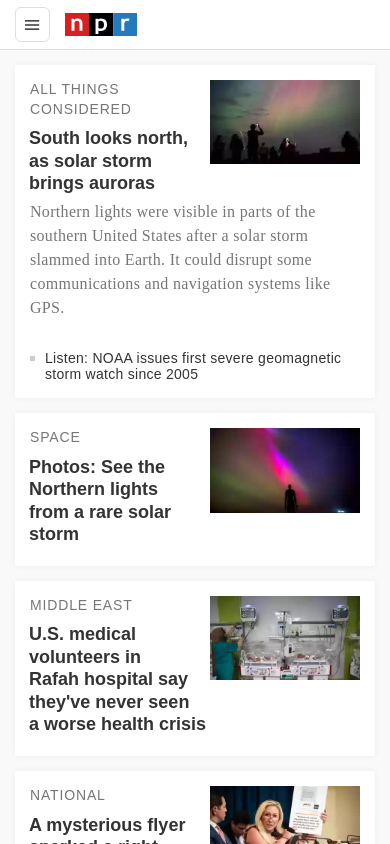 npr
ALL THINGS
CONSIDERED
South looks north,
as solar storm
brings auroras
Northern lights were visible in parts of the
southern United States after a solar storm
slammed into Earth. It could disrupt some
communications and navigation systems like
GPS.
Listen: NOAA issues first severe geomagnetic
storm watch since 2005
SPACE
Photos: See the
Northern lights
from a rare solar
storm
MIDDLE EAST
U.S. medical
volunteers in
Rafah hospital say
they've never seen
a worse health crisis
NATIONAL
A mysterious flyer
sparked a right